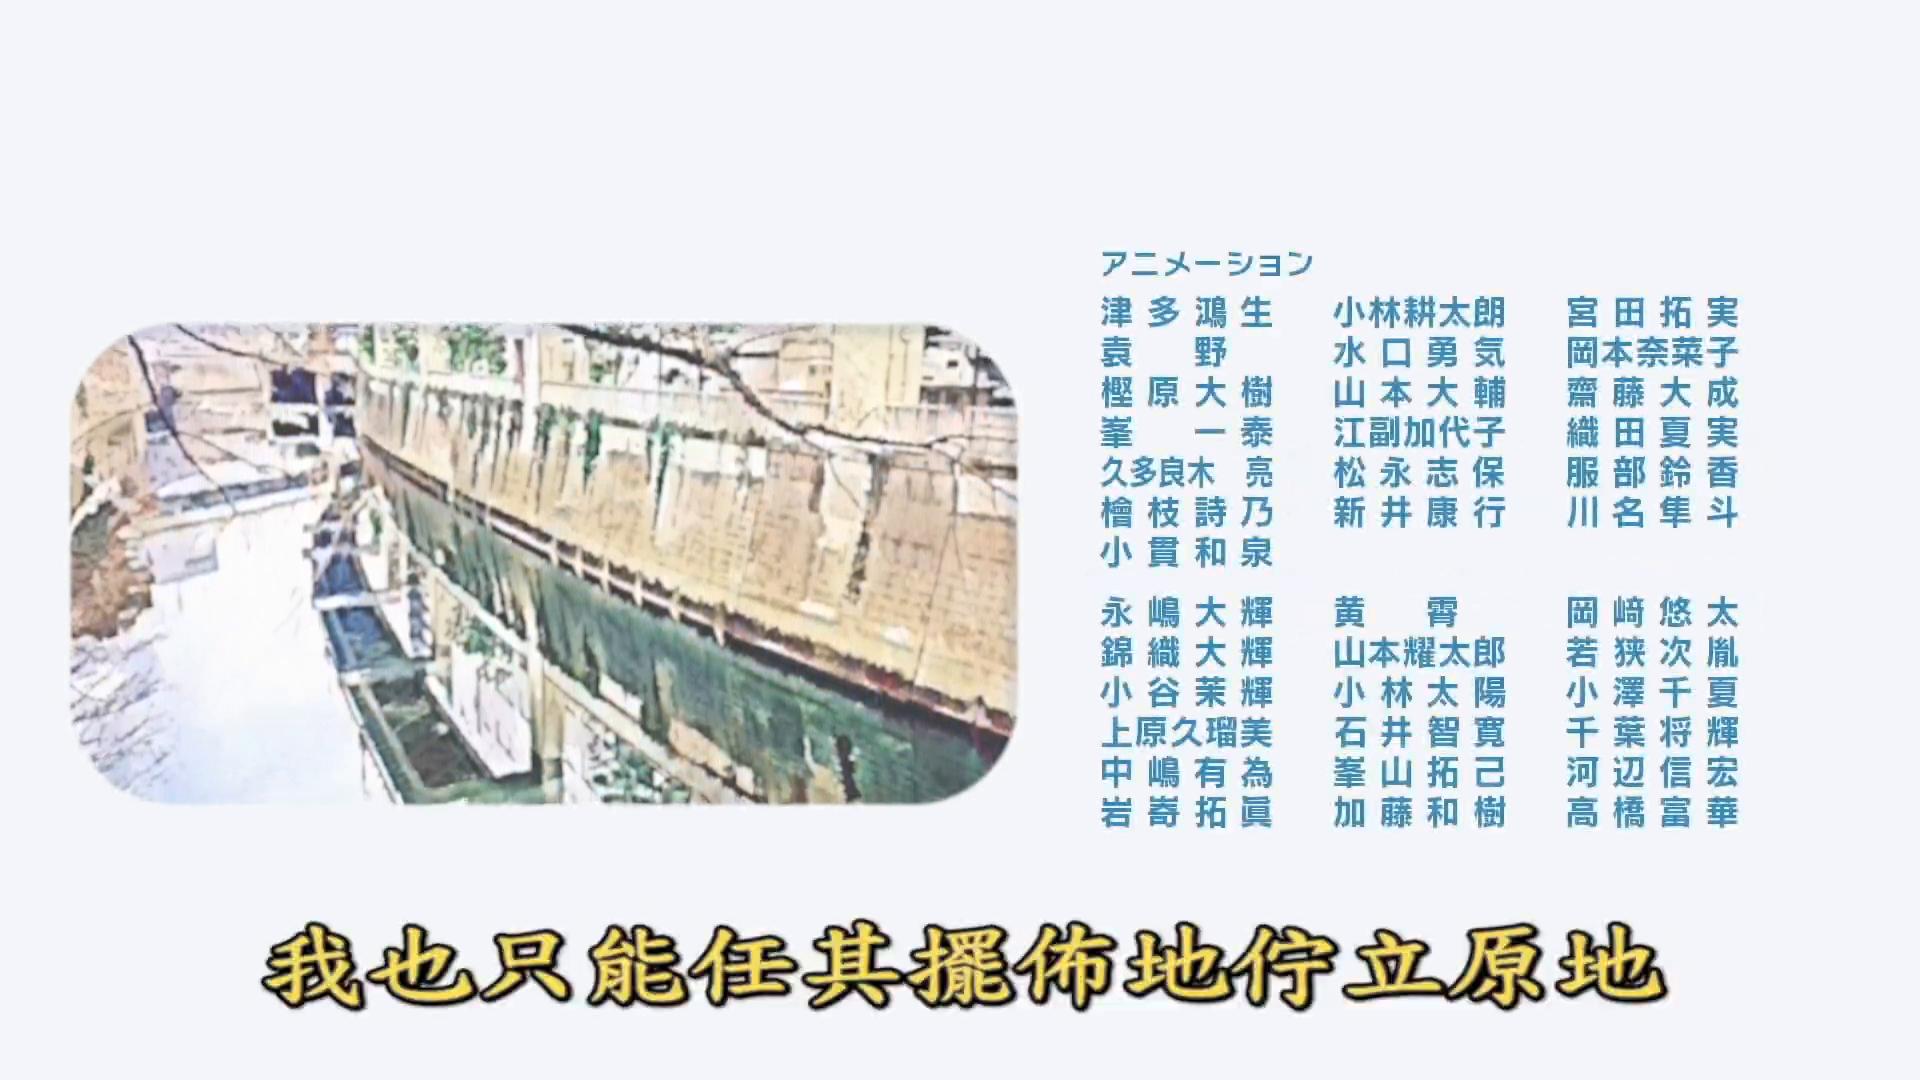 アニメーション
津多鴻生 小林耕太朗 宮田拓実
袁 野 水口勇気 岡本奈菜子
樫原大樹 山本大輔 齋藤大成
峯 一泰 江副加代子 織田夏実
久多良木 亮 松永志保 服部鈴香
檜枝詩乃 新井康行 川名隼斗
小貫和泉
永嶋大輝 黄 霄 岡﨑悠太
錦織大輝 山本耀太郎 若狭次胤
小谷茉輝 小林太陽 小澤千夏
上原久瑠美 石井智寛 千葉将輝
中嶋有為 峯山拓己 河辺信宏
岩嵜拓眞 加藤和樹 高橋富華
我也只能任其擺佈地佇立原地